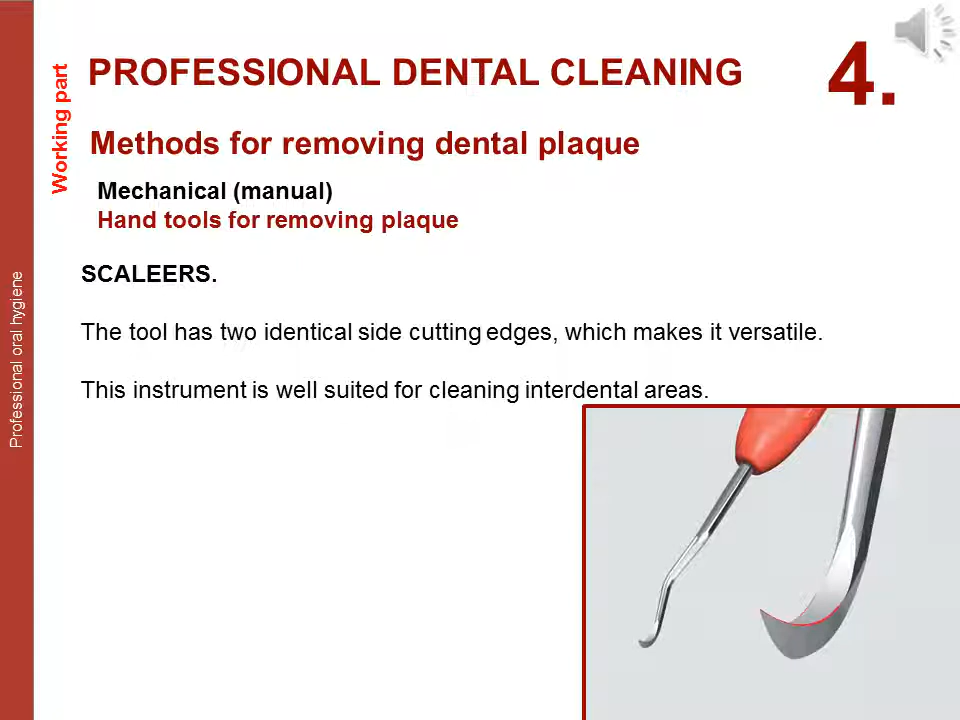 PROFESSIONAL DENTAL CLEANING
4.
Working part
Methods for removing dental plaque
Mechanical (manual)
Hand tools for removing plaque
SCALEERS.
The tool has two identical side cutting edges, which makes it versatile.
This instrument is well suited for cleaning interdental areas.
Professional oral hygiene